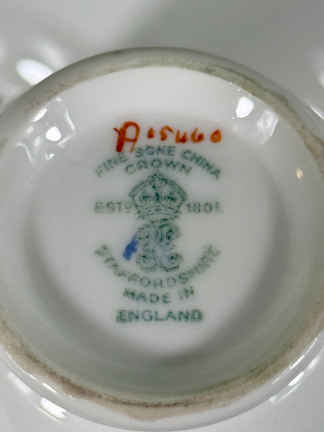 A15460
FINE BONE CHINA
CROWN
ESTD 1801
STAFFORDSHIRE
MADE IN
ENGLAND